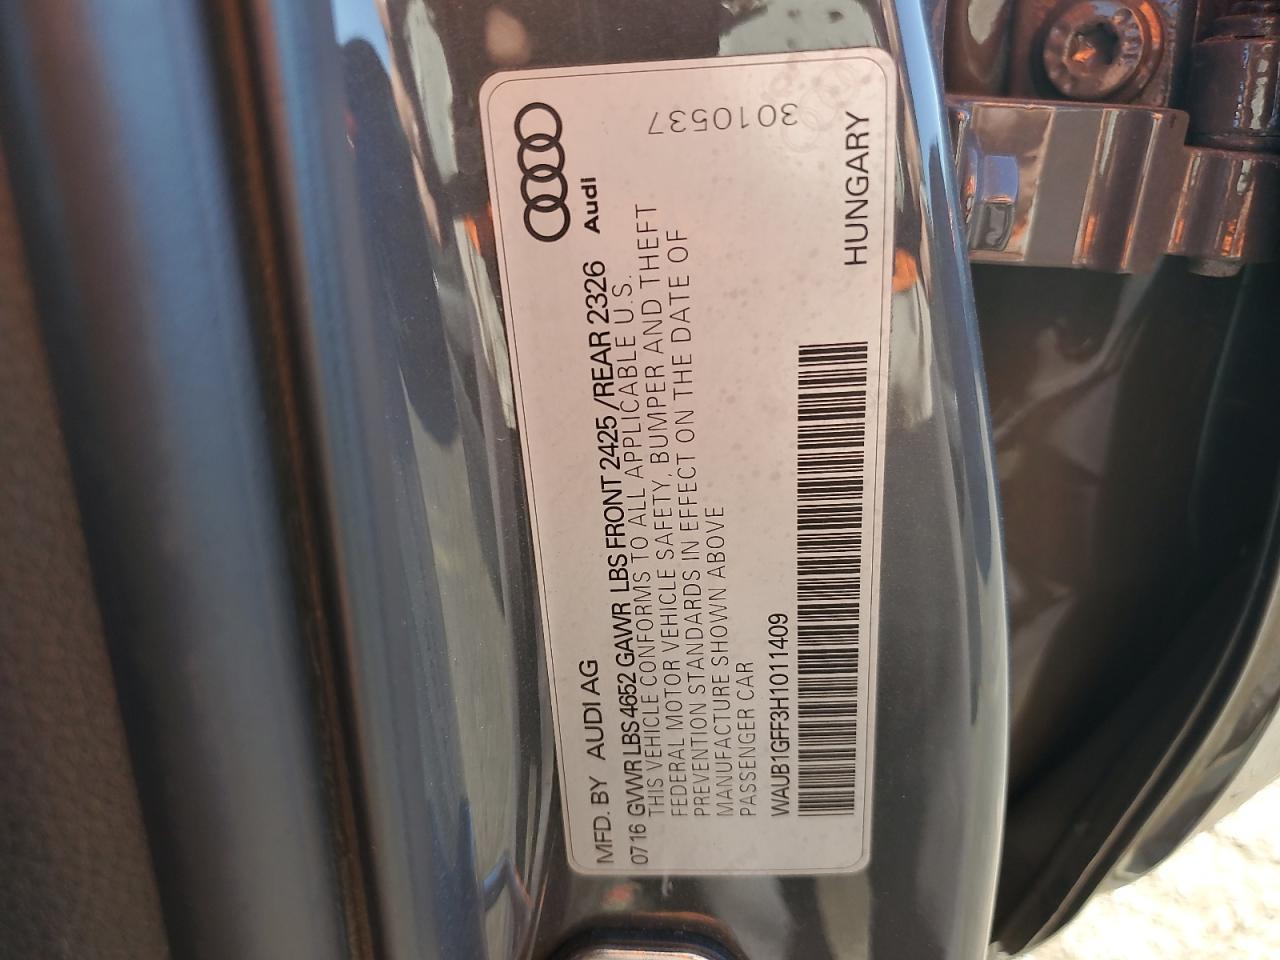 Audi
MFD. BY AUDI AG
0716 GVWR LBS 4652 GAWR LBS FRONT 2425 /REAR 2326
THIS VEHICLE CONFORMS TO ALL APPLICABLE U.S.
FEDERAL MOTOR VEHICLE SAFETY, BUMPER AND THEFT
PREVENTION STANDARDS IN EFFECT ON THE DATE OF
MANUFACTURE SHOWN ABOVE
PASSENGER CAR
WAUB1GFF3H1011409
3010537
HUNGARY